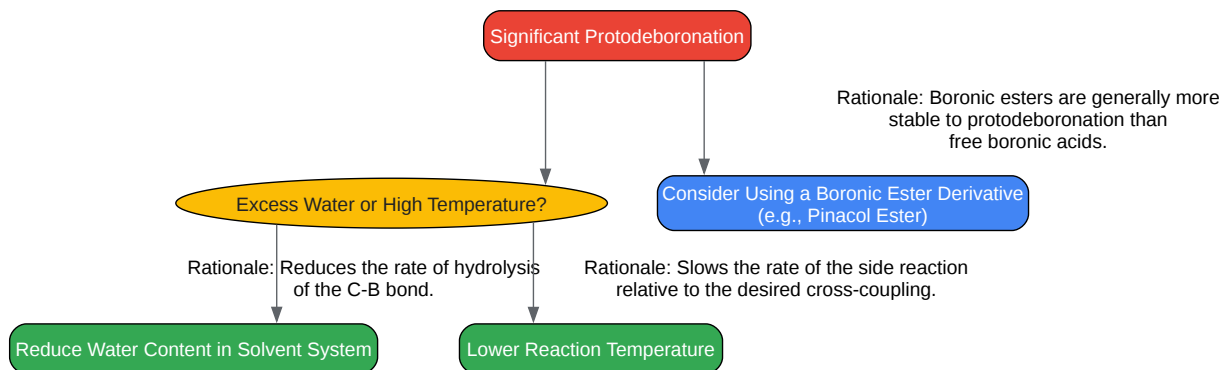 Significant Protodeboronation
Rationale: Boronic esters are generally more
stable to protodeboronation than
free boronic acids.
Excess Water or High Temperature?
Consider Using a Boronic Ester Derivative
(e.g., Pinacol Ester)
Rationale: Reduces the rate of hydrolysis
of the C-B bond.
Rationale: Slows the rate of the side reaction
relative to the desired cross-coupling.
Reduce Water Content in Solvent System
Lower Reaction Temperature